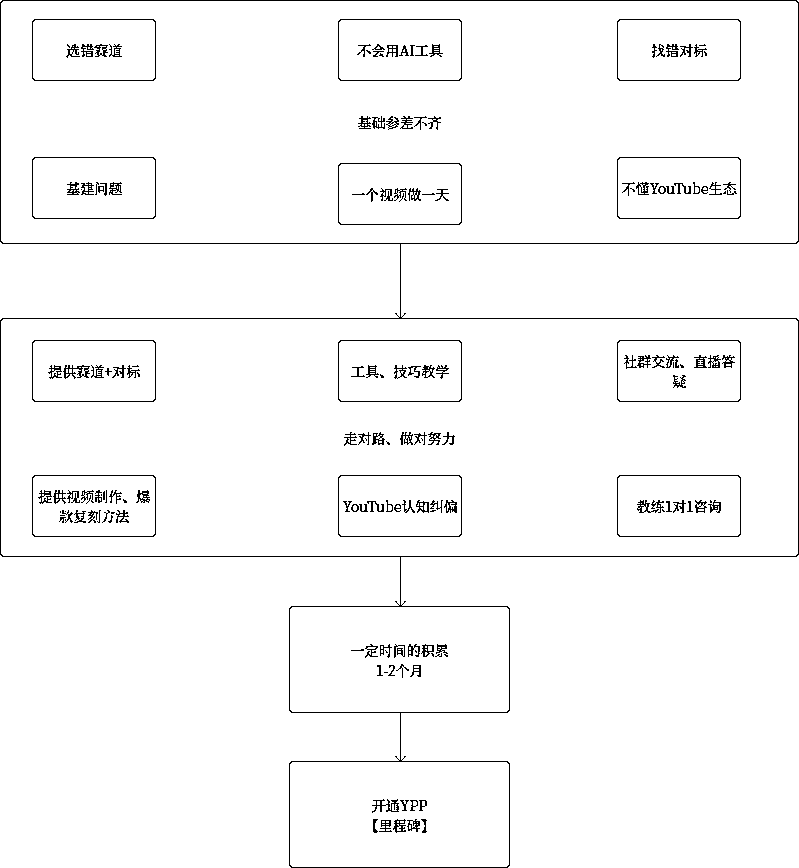 选错赛道
不会用AI工具
找错对标
基础参差不齐
基建问题
一个视频做一天
不懂YouTube生态
提供赛道+对标
工具、技巧教学
社群交流、直播答
疑
走对路、做对努力
提供视频制作、爆
款复刻方法
YouTube认知纠偏
教练1对1咨询
一定时间的积累
1-2个月
开通YPP
【里程碑】